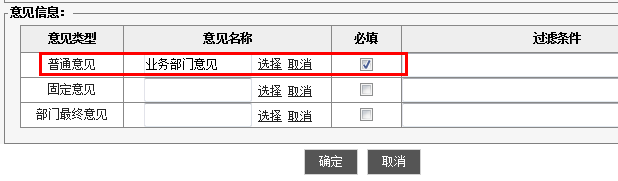 意见信息：
意见类型 意见名称 必填 过滤条件
普通意见 业务部门意见 选择 取消
固定意见 选择 取消
部门最终意见 选择 取消
确定 取消